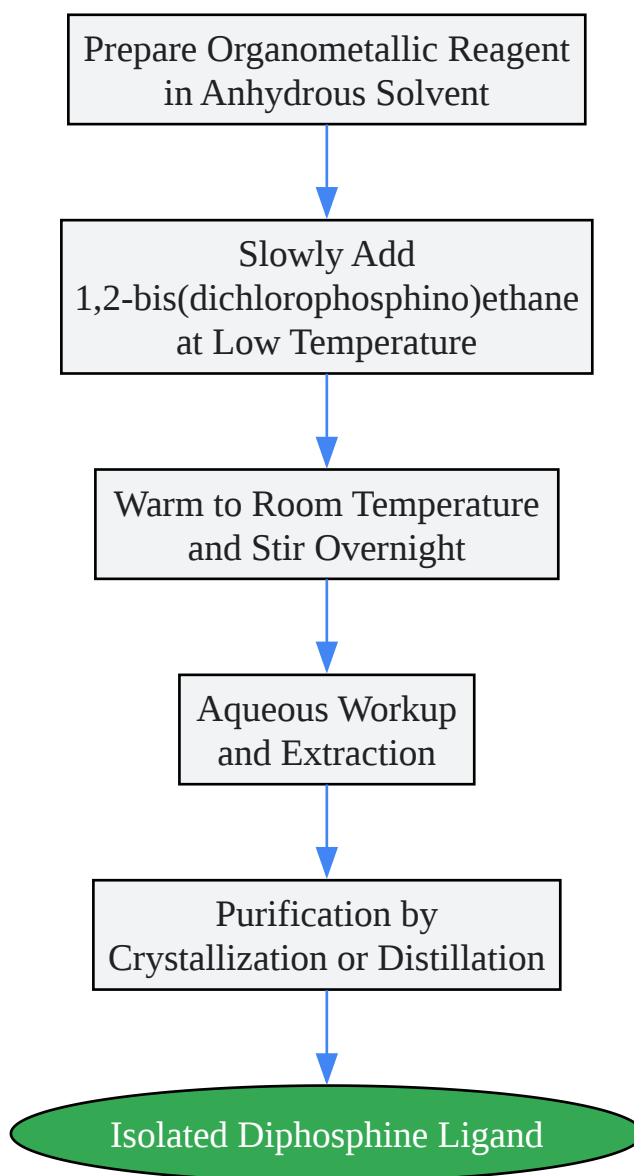 Prepare Organometallic Reagent
in Anhydrous Solvent
Slowly Add
1,2-bis(dichlorophosphino)ethane
at Low Temperature
Warm to Room Temperature
and Stir Overnight
Aqueous Workup
and Extraction
Purification by
Crystallization or Distillation
Isolated Diphosphine Ligand